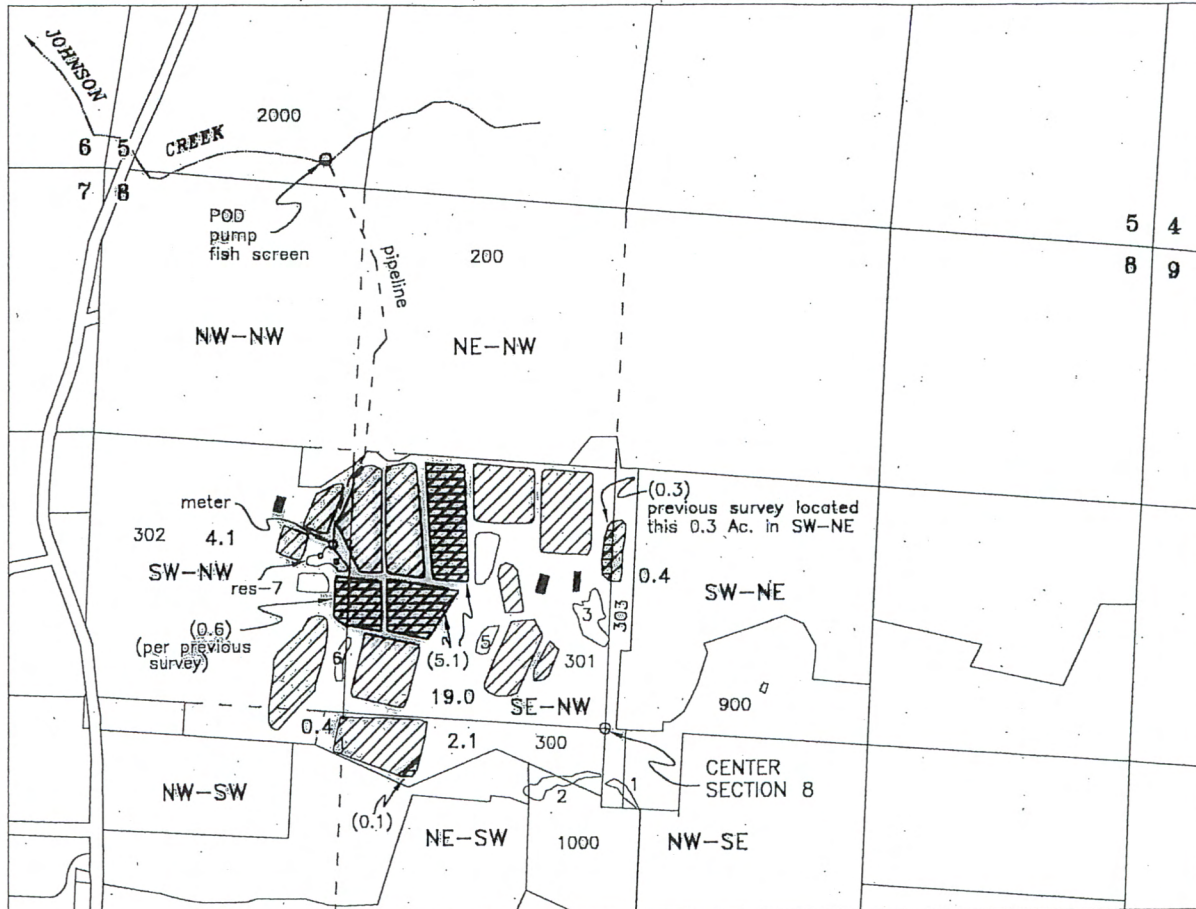 JOHNSON
CREEK
2000
6 5
7 8
POD
pump
fish screen
pipeline
200
5 4
8 9
NW-NW
NE-NW
meter
302 4.1
SW-NW
res-7
(0.6)
(per previous
survey)
(0.3)
previous survey located
this 0.3 Ac. in SW-NE
0.4
SW-NE
303
3
5
6
(5.1)
301
19.0
SE-NW
900
0.4
2.1
300
CENTER
SECTION 8
NW-SW
2
1
(0.1)
NE-SW
1000
NW-SE